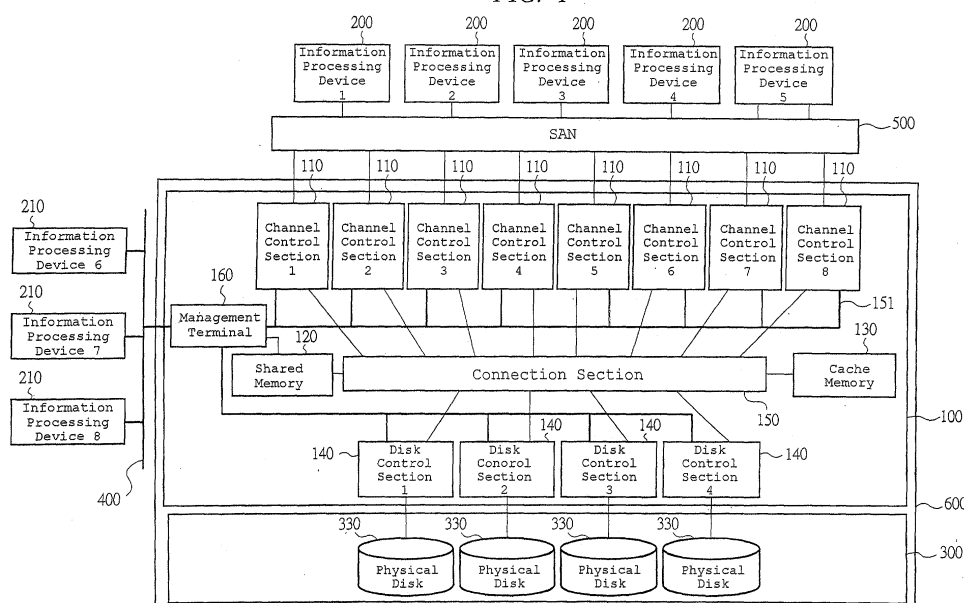 200 200 200 200 200
Information Information Information Information Information
Processing Processing Processing Processing Processing
Device Device Device Device Device
1 2 3 4 5
SAN 500
110 110 110 110 110 110 110 110
Channel Channel Channel Channel Channel Channel Channel Channel
Control Control Control Control Control Control Control Control
Section Section Section Section Section Section Section Section
1 2 3 4 5 6 7 8
210
Information
Processing
Device 6
160
Management
Terminal
151
210
Information
Processing
Device 7
120
Shared
Memory
Connection Section
150
130
Cache
Memory
210
Information
Processing
Device 8
400
100
140 140 140 140
Disk Disk Disk Disk
Control Conorol Control Control
Section Section Section Section
1 2 3 4
600
330 330 330 330
Physical Physical Physical Physical
Disk Disk Disk Disk
300